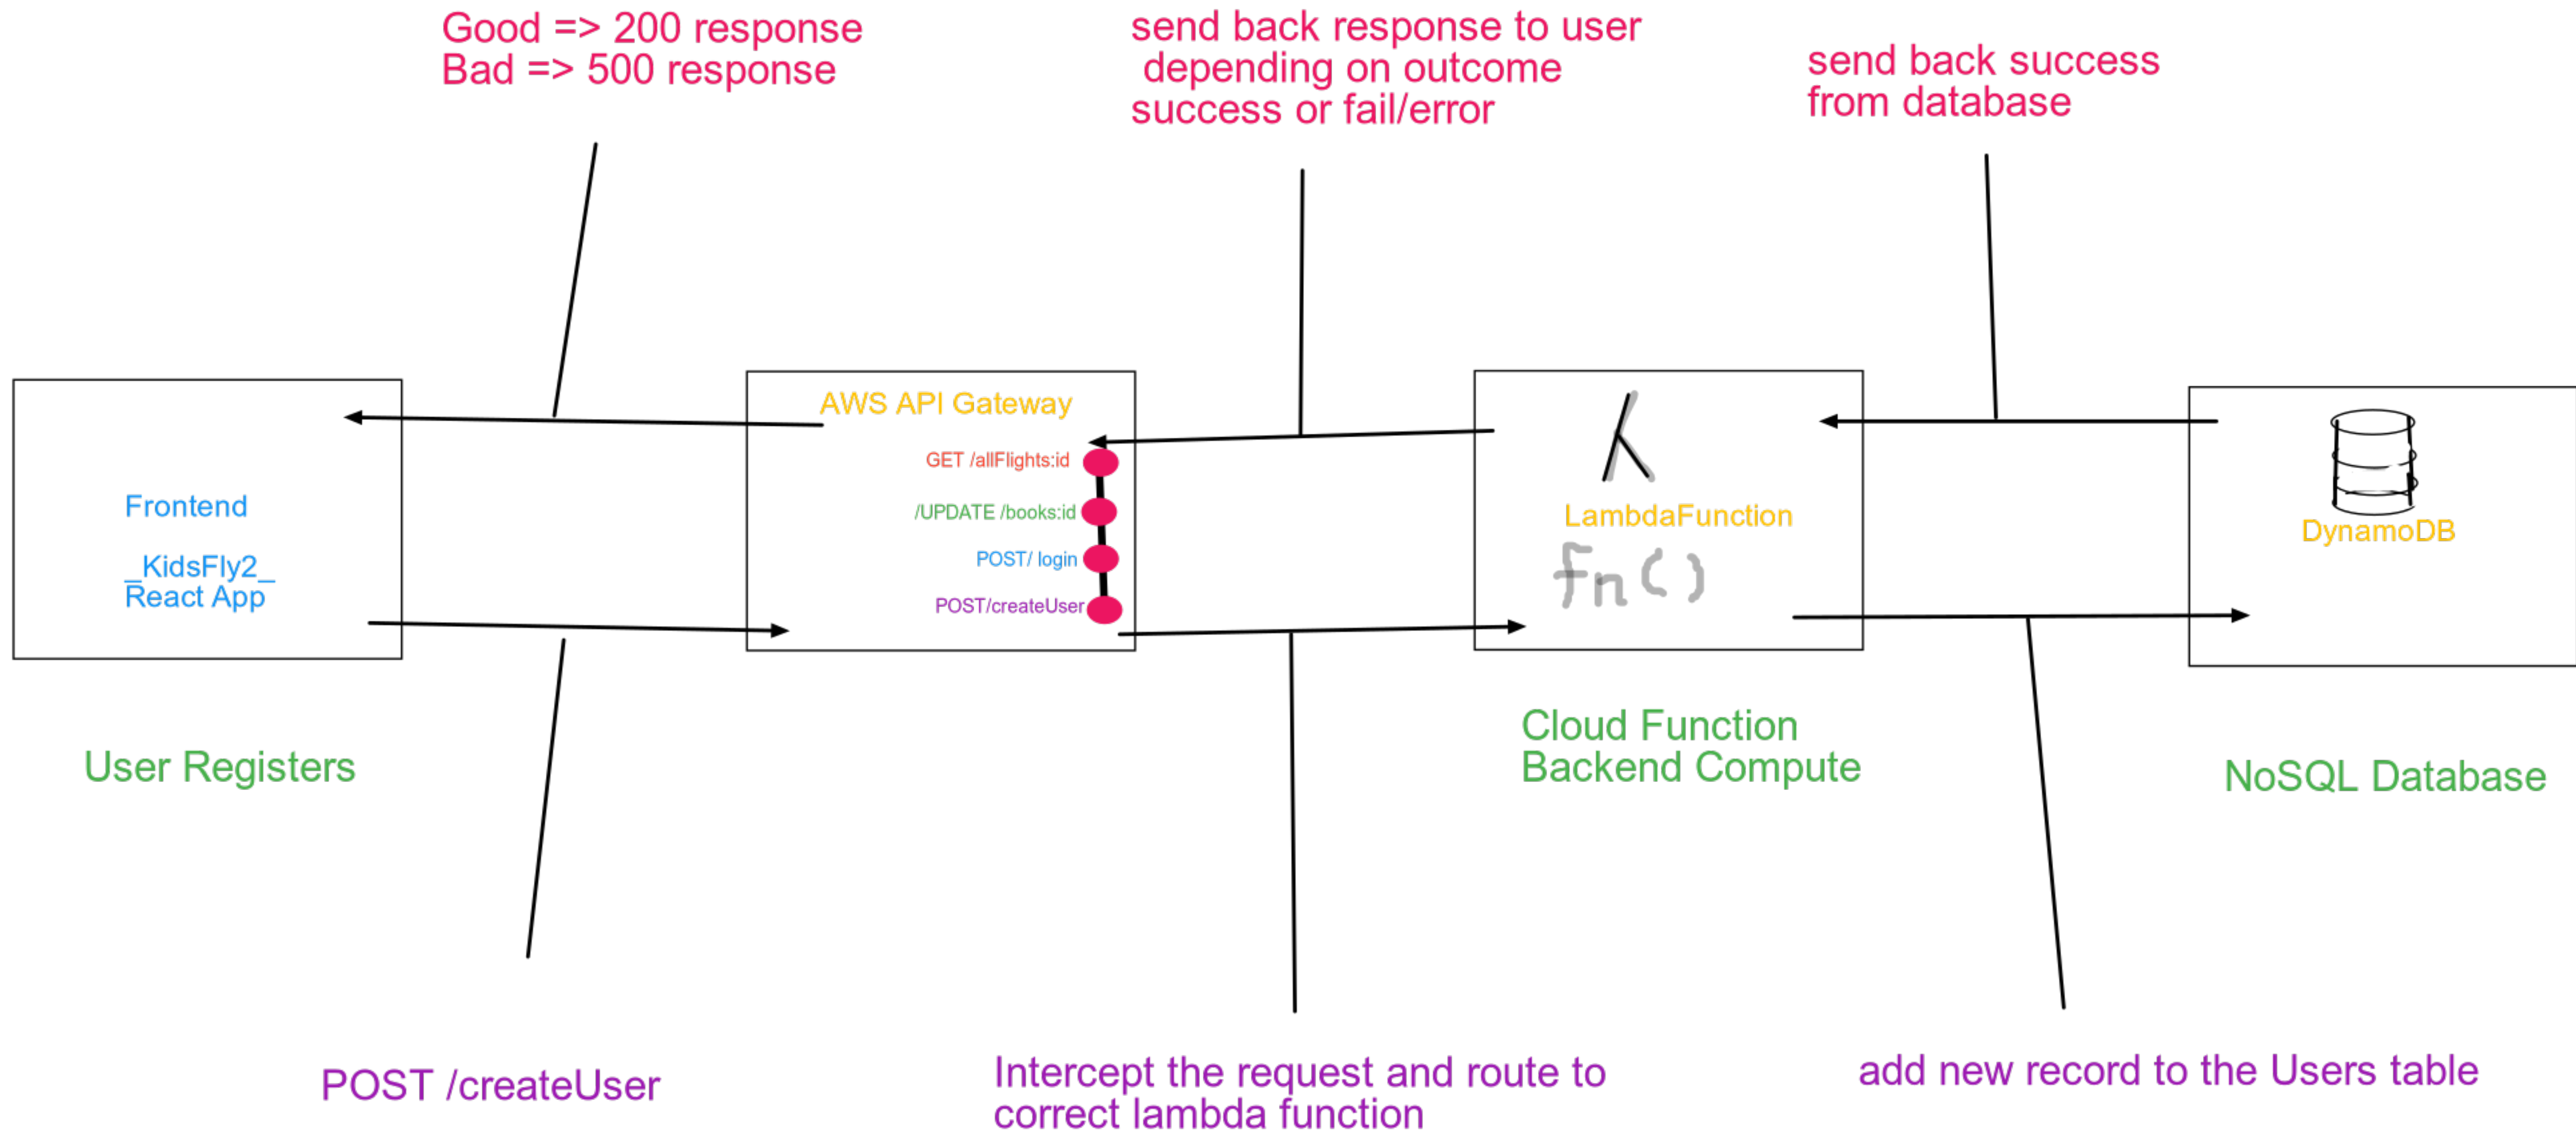 Good => 200 response
Bad => 500 response
send back response to user
depending on outcome
success or fail/error
send back success
from database
Frontend
_KidsFly2_
React App
User Registers
AWS API Gateway
GET /allFlights:id
/UPDATE /books:id
POST/ login
POST/createUser
LambdaFunction
Fn()
Cloud Function
Backend Compute
DynamoDB
NoSQL Database
POST /createUser
Intercept the request and route to
correct lambda function
add new record to the Users table